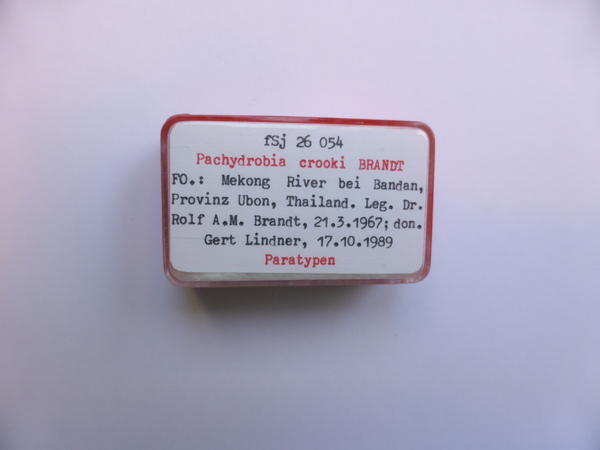 fSj 26 054
Pachydrobia crooki BRANDT
FO.: Mekong River bei Bandan,
Provinz Ubon, Thailand. Leg. Dr.
Rolf A.M. Brandt, 21.3.1967; don.
Gert Lindner, 17.10.1989
Paratypen